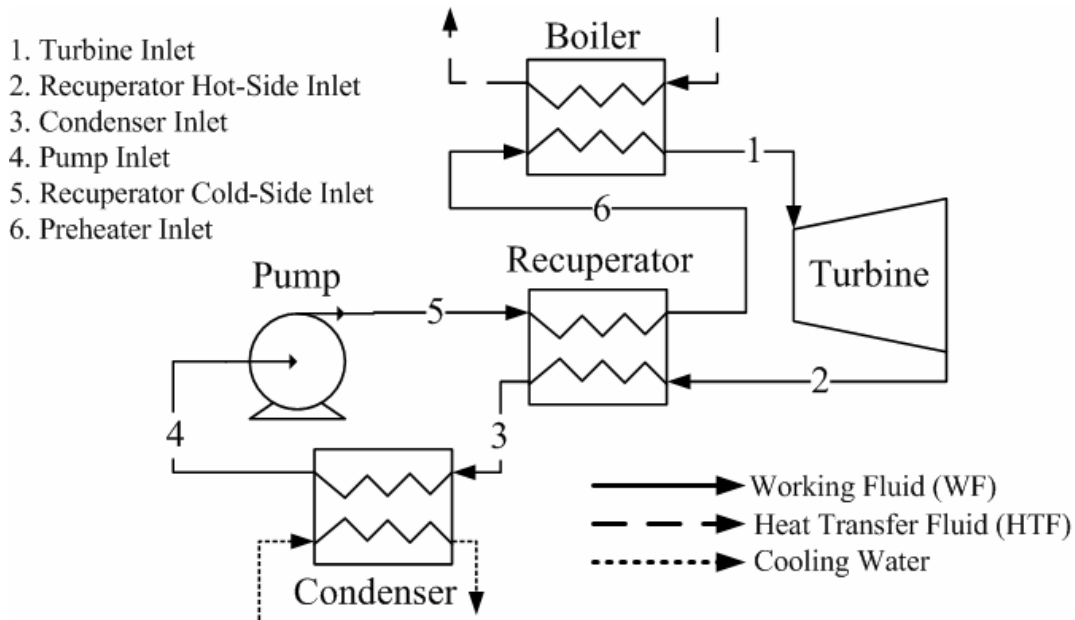 1. Turbine Inlet
2. Recuperator Hot-Side Inlet
3. Condenser Inlet
4. Pump Inlet
5. Recuperator Cold-Side Inlet
6. Preheater Inlet
Boiler
1
6
Recuperator
Turbine
Pump
5
2
4
3
Condenser
Working Fluid (WF)
Heat Transfer Fluid (HTF)
Cooling Water